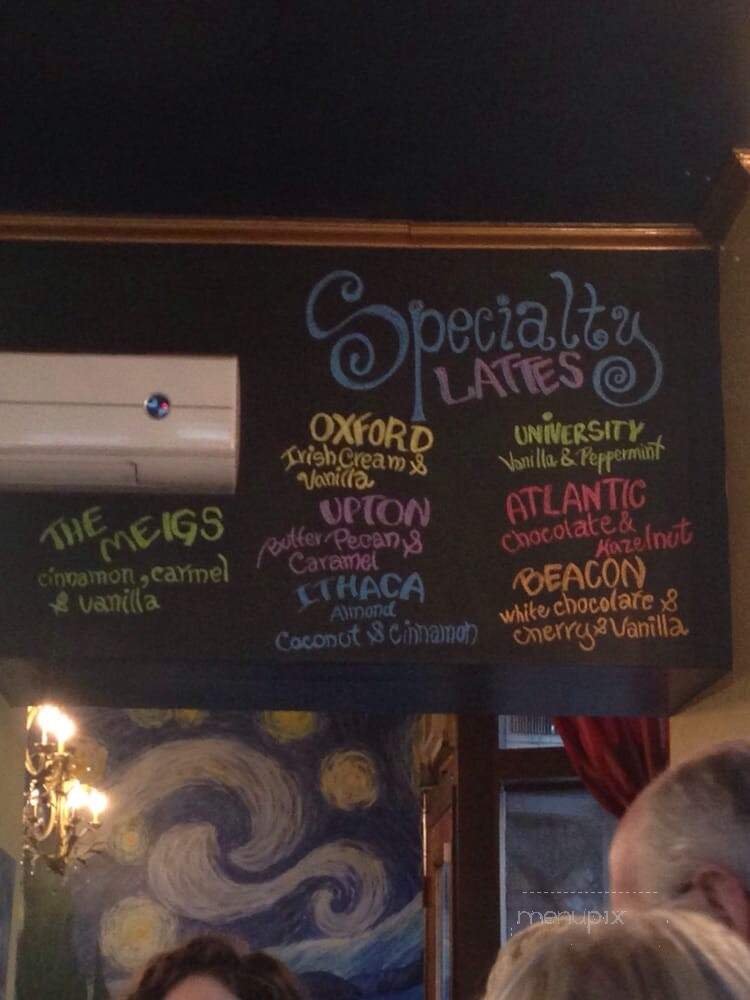 Specialty
LATTES
OXFORD
Irish Cream &
Vanilla
UPTON
Butter Pecan &
Caramel
ITHACA
Almond
Coconut & Cinnamon
UNIVERSITY
Vanilla & Peppermint
ATLANTIC
Chocolate &
Hazelnut
BEACON
white chocolate &
cherry & Vanilla
THE
MEIGS
cinnamon, carmel
& vanilla
menupix